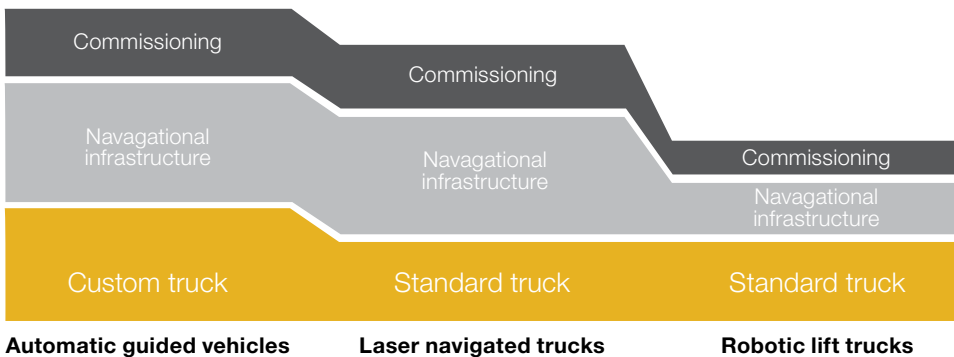 Commissioning
Commissioning
Commissioning
Navagational
infrastructure
Navagational
infrastructure
Navagational
infrastructure
Custom truck
Standard truck
Standard truck
Automatic guided vehicles
Laser navigated trucks
Robotic lift trucks